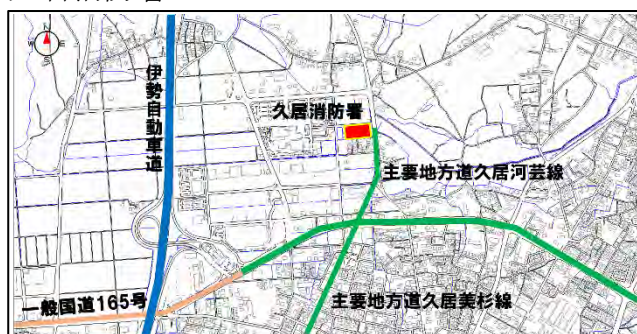 伊勢自動車道
久居消防署
主要地方道久居河芸線
一般国道165号
主要地方道久居美杉線